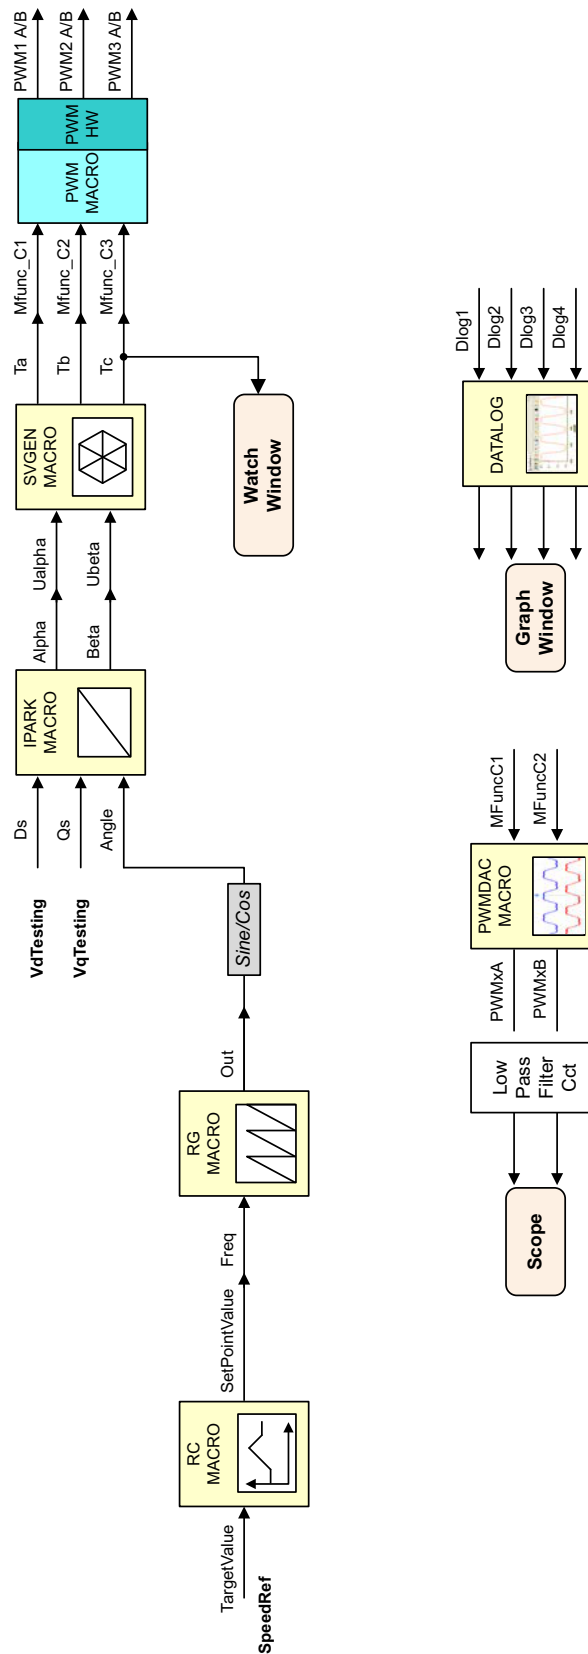 SpeedRef
TargetValue
RC
MACRO
SetPointValue
Freq
RG
MACRO
Out
Sine/Cos
VdTesting
VqTesting
Ds
Qs
Angle
IPARK
MACRO
Alpha
Beta
Ualpha
Ubeta
SVGEN
MACRO
Ta
Tb
Tc
Mfunc_C1
Mfunc_C2
Mfunc_C3
PWM
MACRO
PWM
HW
PWM1 A/B
PWM2 A/B
PWM3 A/B
Watch
Window
Scope
Low
Pass
Filter
Cct
PWMxA
PWMxB
PWMDAC
MACRO
MFuncC1
MFuncC2
Graph
Window
DATALOG
Dlog1
Dlog2
Dlog3
Dlog4